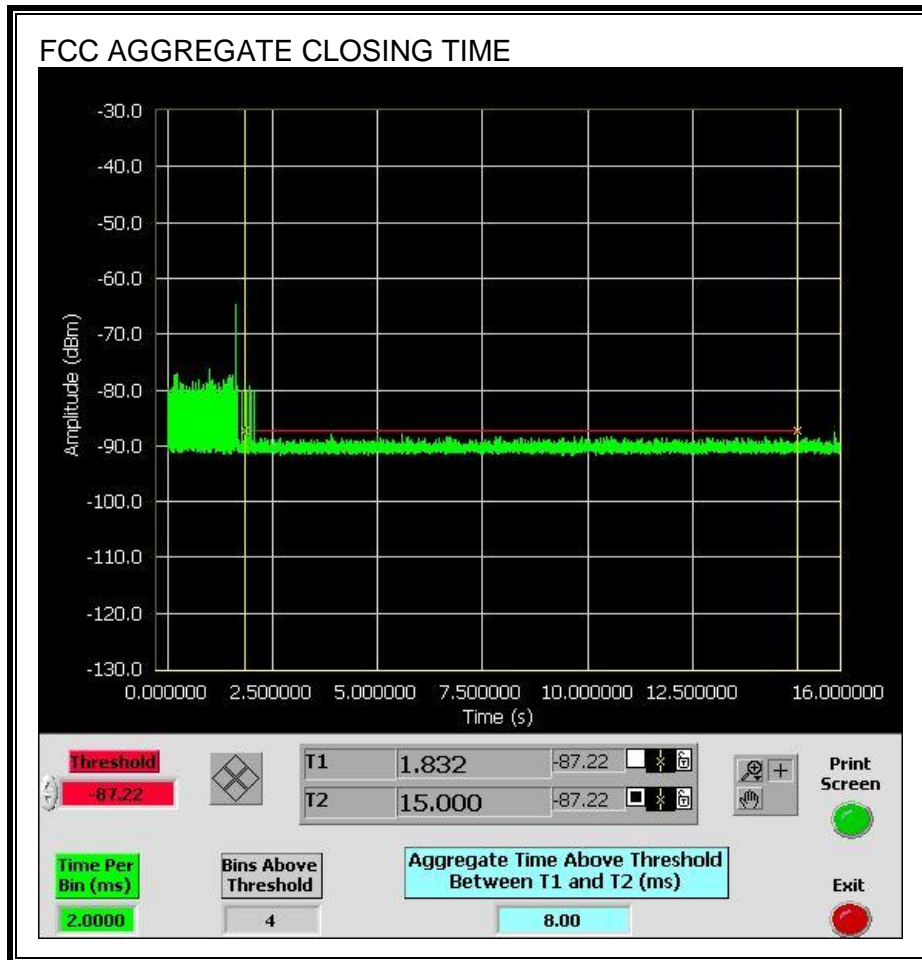 FCC AGGREGATE CLOSING TIME
-30.0
-40.0
-50.0
-60.0
-70.0
-80.0
-90.0
-100.0
-110.0
-120.0
-130.0
Amplitude (dBm)
0.000000 2.500000 5.000000 7.500000 10.000000 12.500000 16.000000
Time (s)
Threshold
-87.22
T1 1.832 -87.22
T2 15.000 -87.22
Print
Screen
Time Per
Bin (ms)
2.0000
Bins Above
Threshold
4
Aggregate Time Above Threshold
Between T1 and T2 (ms)
8.00
Exit